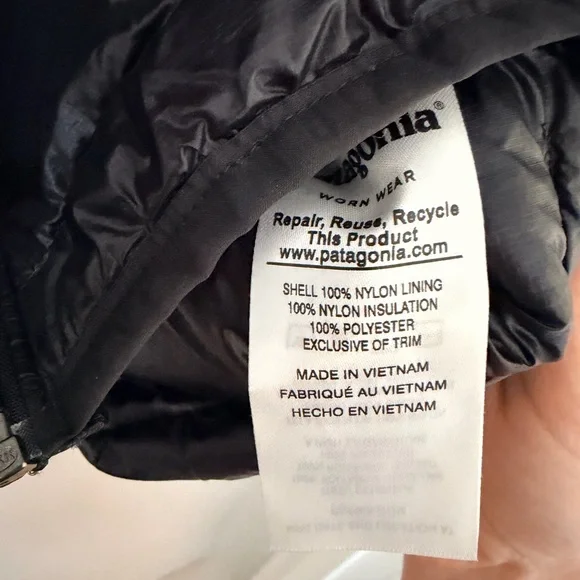 Patagonia®
WORN WEAR
Repair, Reuse, Recycle
This Product
www.patagonia.com
SHELL 100% NYLON LINING
100% NYLON INSULATION
100% POLYESTER
EXCLUSIVE OF TRIM
MADE IN VIETNAM
FABRIQUÉ AU VIETNAM
HECHO EN VIETNAM